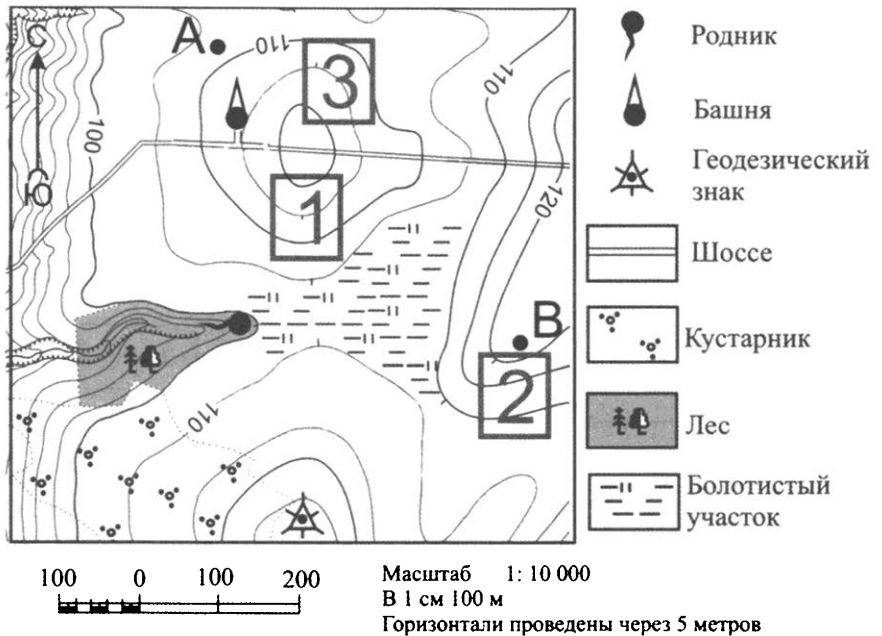 С
Ю
А
В
100
110
110
110
120
3
1
2
Родник
Башня
Геодезический
знак
Шоссе
Кустарник
Лес
Болотистый
участок
100 0 100 200
Масштаб 1: 10 000
В 1 см 100 м
Горизонтали проведены через 5 метров